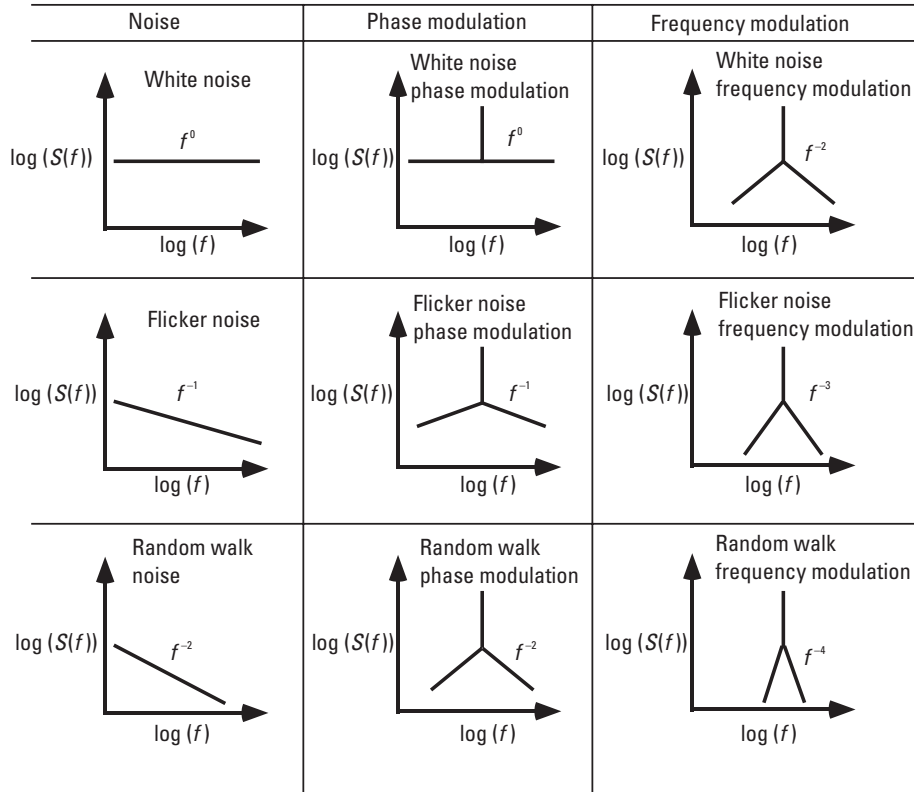 Noise
Phase modulation
Frequency modulation
White noise
log (S(f))
f⁰
log (f)
White noise
phase modulation
log (S(f))
f⁰
log (f)
White noise
frequency modulation
log (S(f))
f⁻²
log (f)
Flicker noise
log (S(f))
f⁻¹
log (f)
Flicker noise
phase modulation
log (S(f))
f⁻¹
log (f)
Flicker noise
frequency modulation
log (S(f))
f⁻³
log (f)
Random walk
noise
log (S(f))
f⁻²
log (f)
Random walk
phase modulation
log (S(f))
f⁻²
log (f)
Random walk
frequency modulation
log (S(f))
f⁻⁴
log (f)